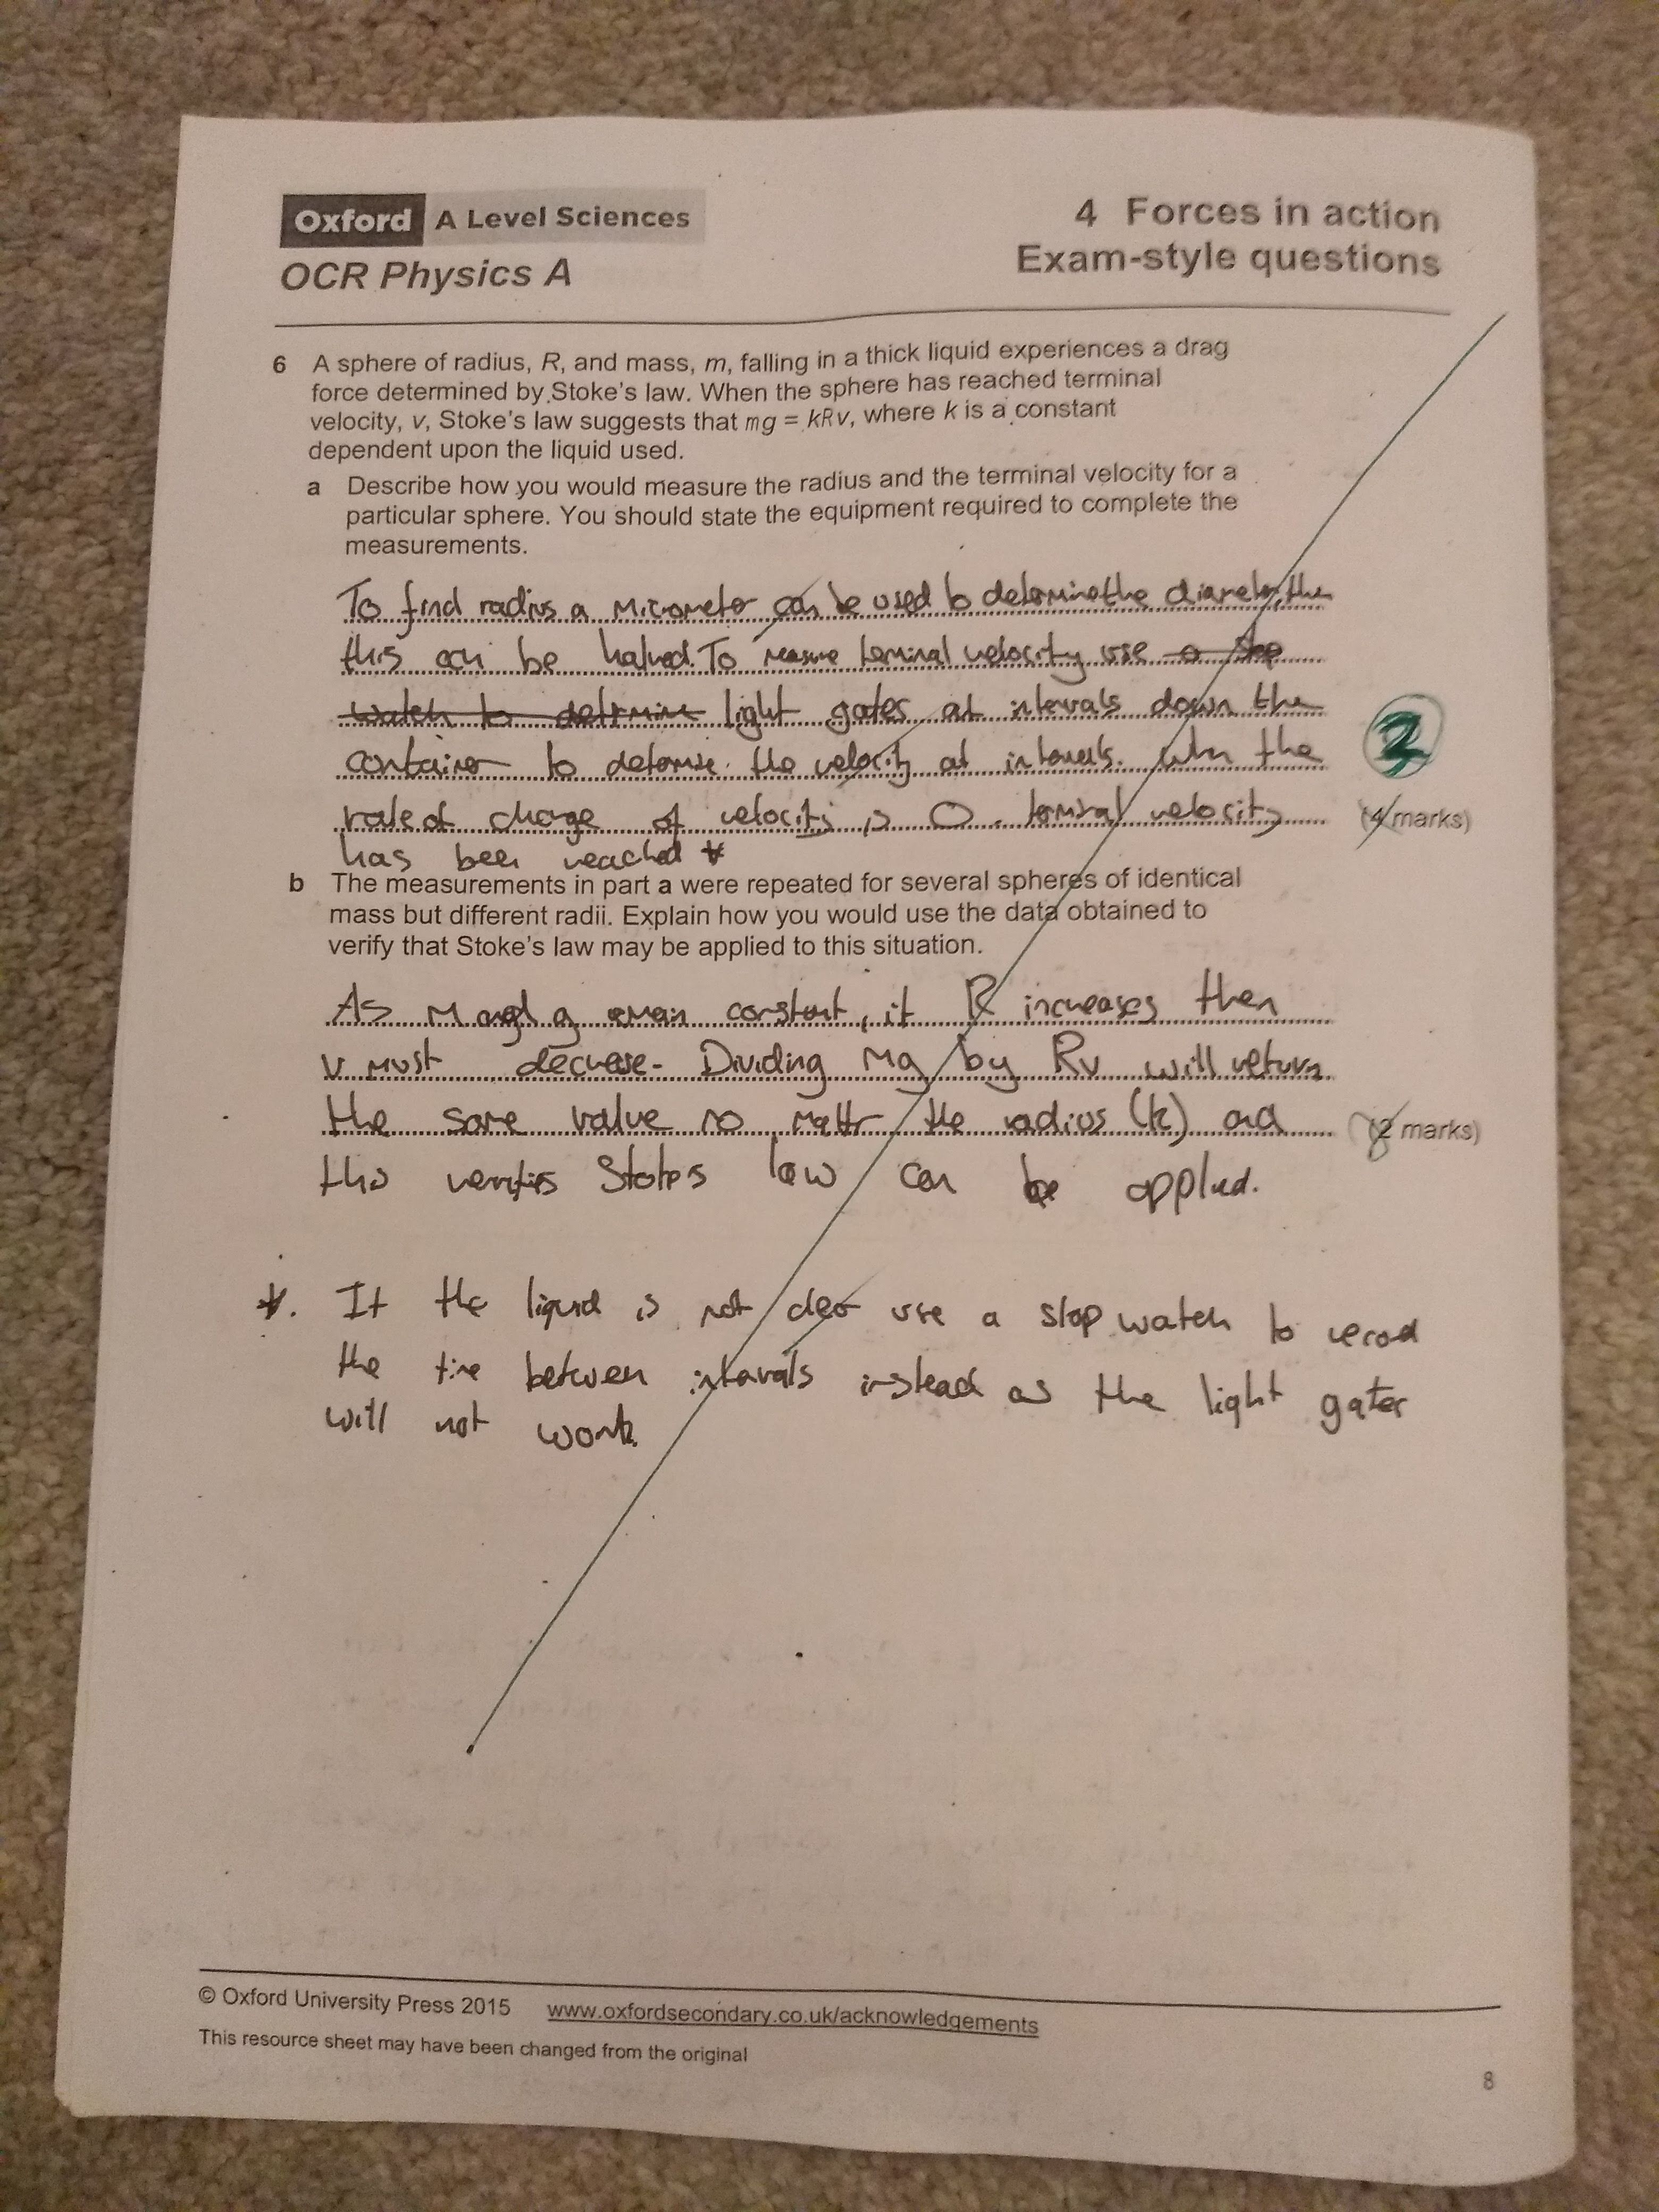 Oxford A Level Sciences
OCR Physics A
4 Forces in action
Exam-style questions
6 A sphere of radius, R, and mass, m, falling in a thick liquid experiences a drag
force determined by Stoke's law. When the sphere has reached terminal
velocity, v, Stoke's law suggests that mg = kRv, where k is a constant
dependent upon the liquid used.
a Describe how you would measure the radius and the terminal velocity for a
particular sphere. You should state the equipment required to complete the
measurements.
To find radius a micrometer can be used to determine the diameter, then
this can be halved. To measure terminal velocity use a stop
watch to determine light gates at intervals down the
container to determine the velocity at intervals. When the
rate of change of velocity is 0, terminal velocity
(4 marks)
has been reached *
b The measurements in part a were repeated for several spheres of identical
mass but different radii. Explain how you would use the data obtained to
verify that Stoke's law may be applied to this situation.
As m and g remain constant, if R increases then
v must decrease. Dividing mg by Rv will return
the same value no matter the radius (k) and
(2 marks)
this verifies Stokes law can be applied.
*. If the liquid is not clear use a stop watch to record
the time between intervals instead as the light gates
will not work.
© Oxford University Press 2015 www.oxfordsecondary.co.uk/acknowledgements
This resource sheet may have been changed from the original
8